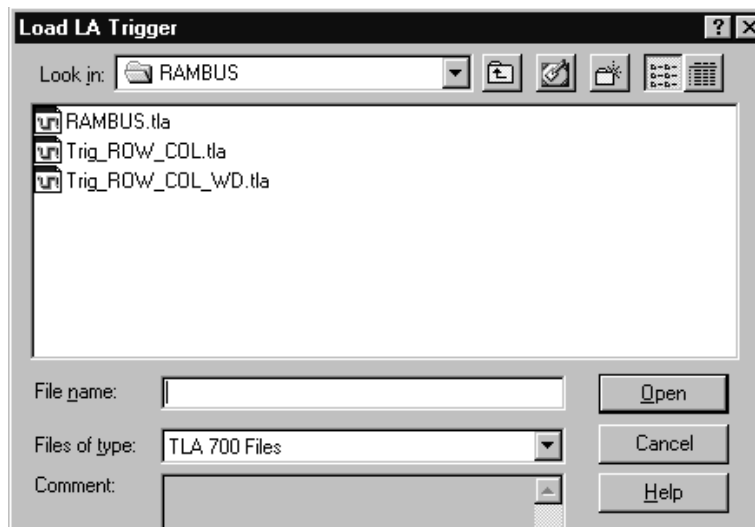 Load LA Trigger
Look in: RAMBUS
RAMBUS.tla
Trig_ROW_COL.tla
Trig_ROW_COL_WD.tla
File name: Open
Files of type: TLA 700 Files Cancel
Comment: Help